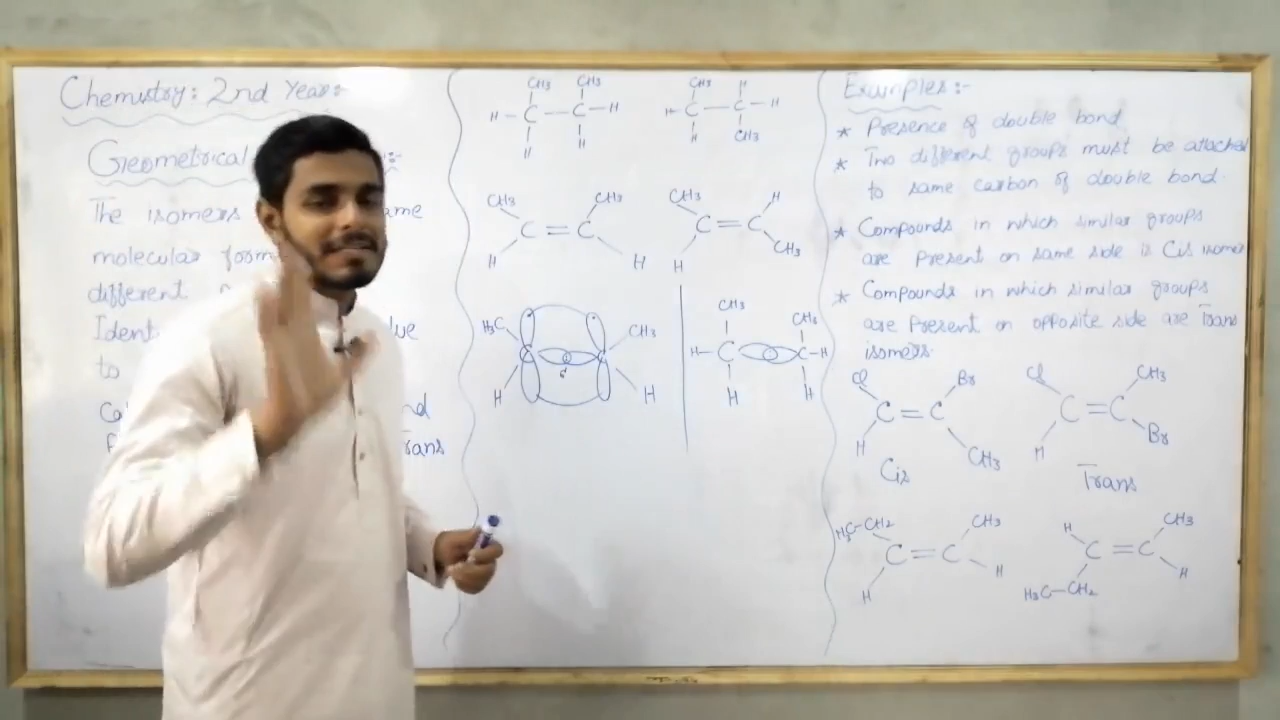 Chemistry: 2nd Year:-
Geometrical
The isomers
ame
molecular form
different
Ident
to
nd
Trans
CH3 CH3
H - C - C - H
H H
CH3 H
H - C - C - H
H CH3
CH3 CH3
C = C
H H
CH3 H
C = C
H CH3
H3C CH3
C C
H H
CH3 CH3
H - C C - H
H H
Examples:-
* Presence of double bond
* Two different groups must be attached
to same carbon of double bond.
* Compounds in which similar groups
are present on same side is Cis isomer
* Compounds in which similar groups
are Present on opposite side are Trans
isomers.
Cl Br
C = C
H CH3
Cis
Cl CH3
C = C
H Br
Trans
H3C-CH2 CH3
C = C
H H
H CH3
C = C
H3C-CH2 H